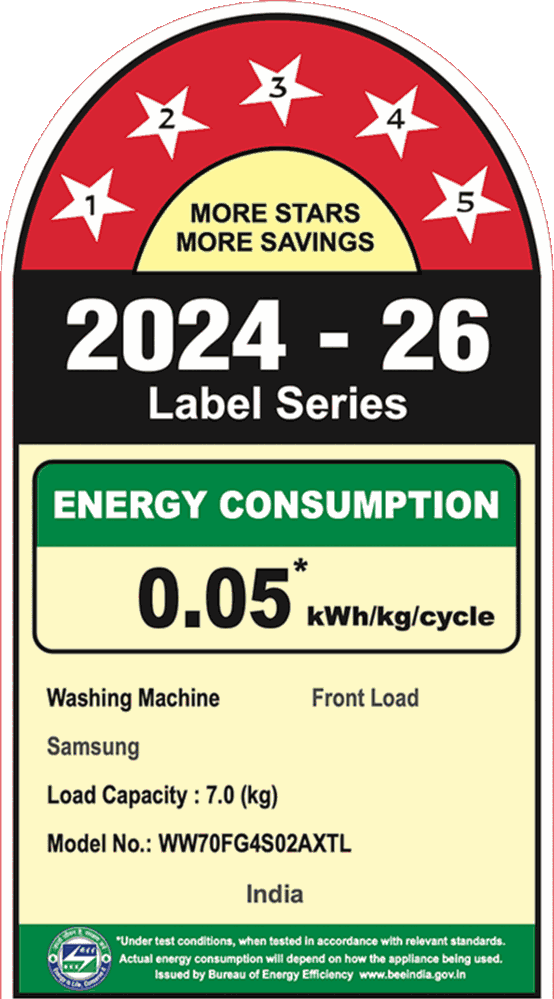 1
2
3
4
5
MORE STARS
MORE SAVINGS
2024 - 26
Label Series
ENERGY CONSUMPTION
0.05* kWh/kg/cycle
Washing Machine Front Load
Samsung
Load Capacity : 7.0 (kg)
Model No.: WW70FG4S02AXTL
India
BEE
*Under test conditions, when tested in accordance with relevant standards.
Actual energy consumption will depend on how the appliance being used.
Issued by Bureau of Energy Efficiency www.beeindia.gov.in